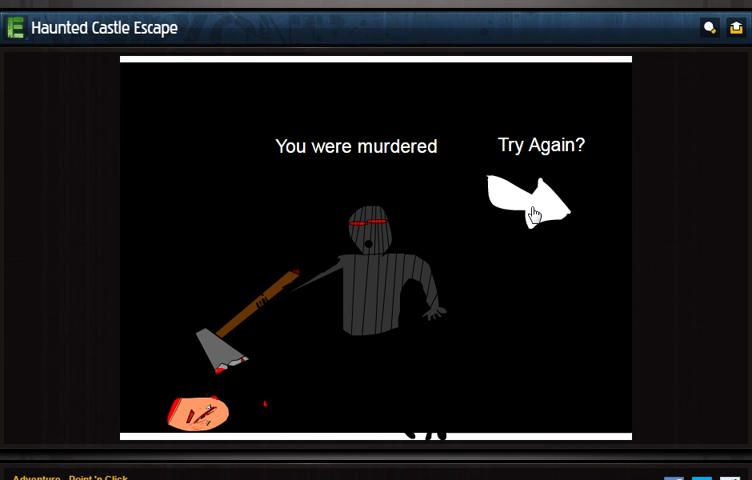 Haunted Castle Escape
You were murdered
Try Again?
Adventure
Point 'n Click